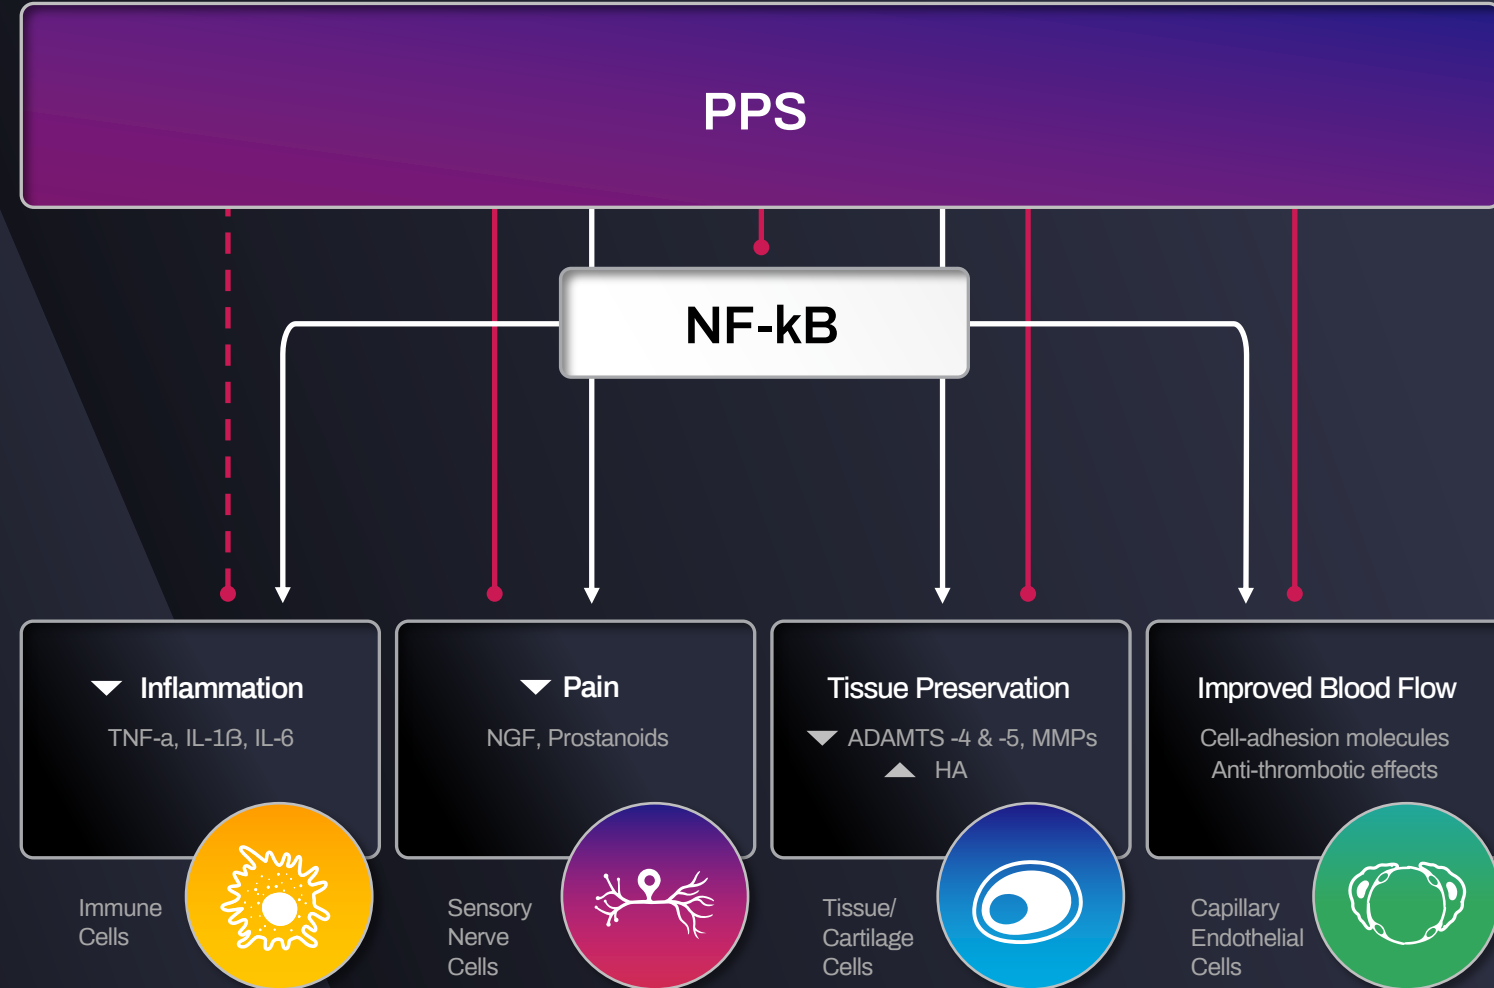 PPS
NF-kB
Inflammation
TNF-a, IL-1ß, IL-6
Pain
NGF, Prostanoids
Tissue Preservation
ADAMTS -4 & -5, MMPs
HA
Improved Blood Flow
Cell-adhesion molecules
Anti-thrombotic effects
Immune
Cells
Sensory
Nerve
Cells
Tissue/
Cartilage
Cells
Capillary
Endothelial
Cells